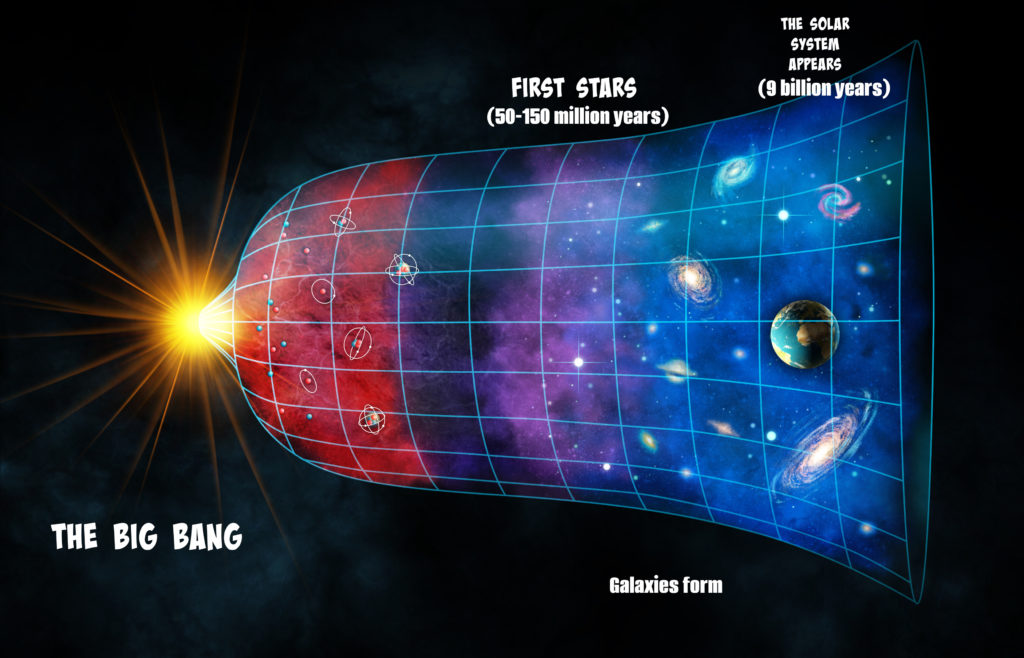 THE SOLAR
SYSTEM
APPEARS
(9 billion years)
FIRST STARS
(50-150 million years)
THE BIG BANG
Galaxies form